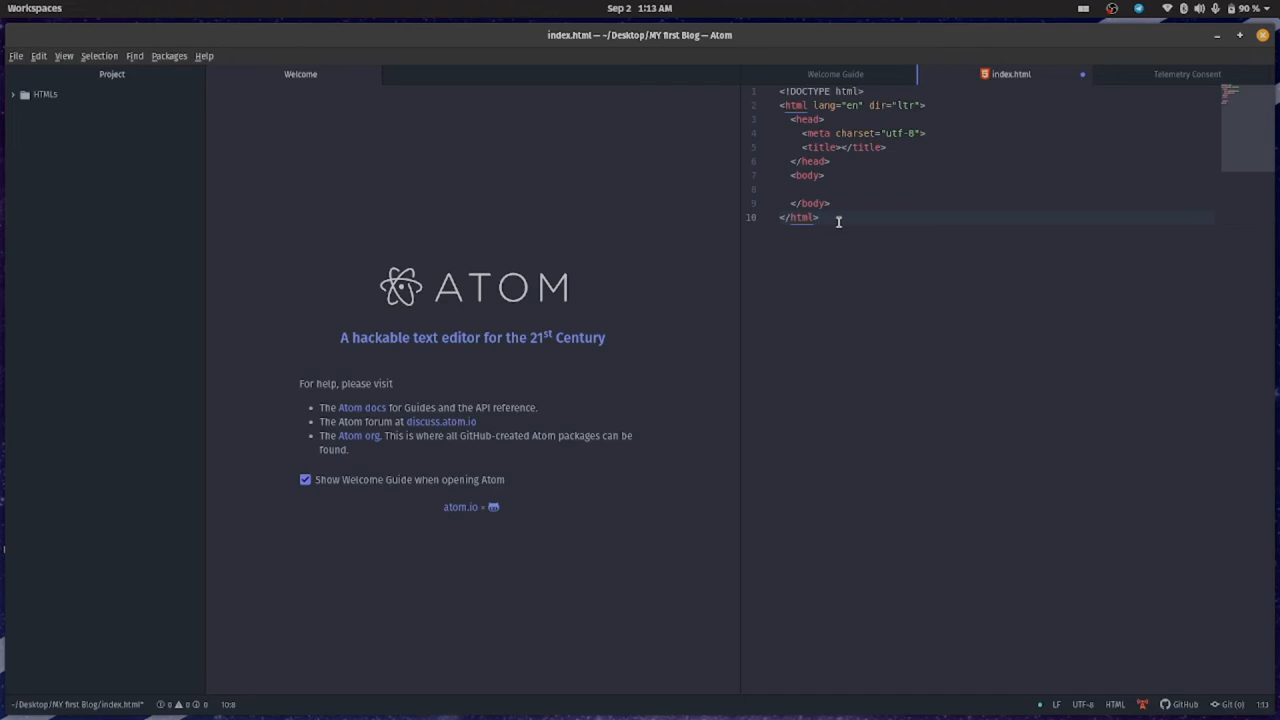 Workspaces
Sep 2 1:13 AM
90 %
index.html — ~/Desktop/MY first Blog — Atom
File Edit View Selection Find Packages Help
Project
Welcome
Welcome Guide
index.html
Telemetry Consent
HTMLs
1 <!DOCTYPE html>
2 <html lang="en" dir="ltr">
3 <head>
4 <meta charset="utf-8">
5 <title></title>
6 </head>
7 <body>
8
9 </body>
10 </html>
ATOM
A hackable text editor for the 21st Century
For help, please visit
• The Atom docs for Guides and the API reference.
• The Atom forum at discuss.atom.io
• The Atom org. This is where all GitHub-created Atom packages can be
found.
Show Welcome Guide when opening Atom
atom.io ×
~/Desktop/MY first Blog/index.html* 0 0 0 10:8
LF UTF-8 HTML GitHub Git (0) 1:13